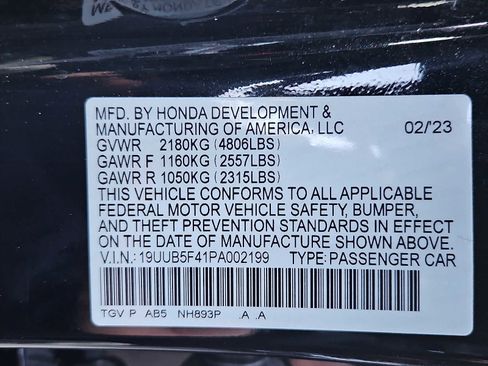 MFD. BY HONDA DEVELOPMENT &
MANUFACTURING OF AMERICA, LLC 02/'23
GVWR 2180KG (4806LBS)
GAWR F 1160KG (2557LBS)
GAWR R 1050KG (2315LBS)
THIS VEHICLE CONFORMS TO ALL APPLICABLE
FEDERAL MOTOR VEHICLE SAFETY, BUMPER,
AND THEFT PREVENTION STANDARDS IN EFFECT
ON THE DATE OF MANUFACTURE SHOWN ABOVE.
V.I.N.: 19UUB5F41PA002199 TYPE: PASSENGER CAR
TGV P AB5 NH893P .A .A